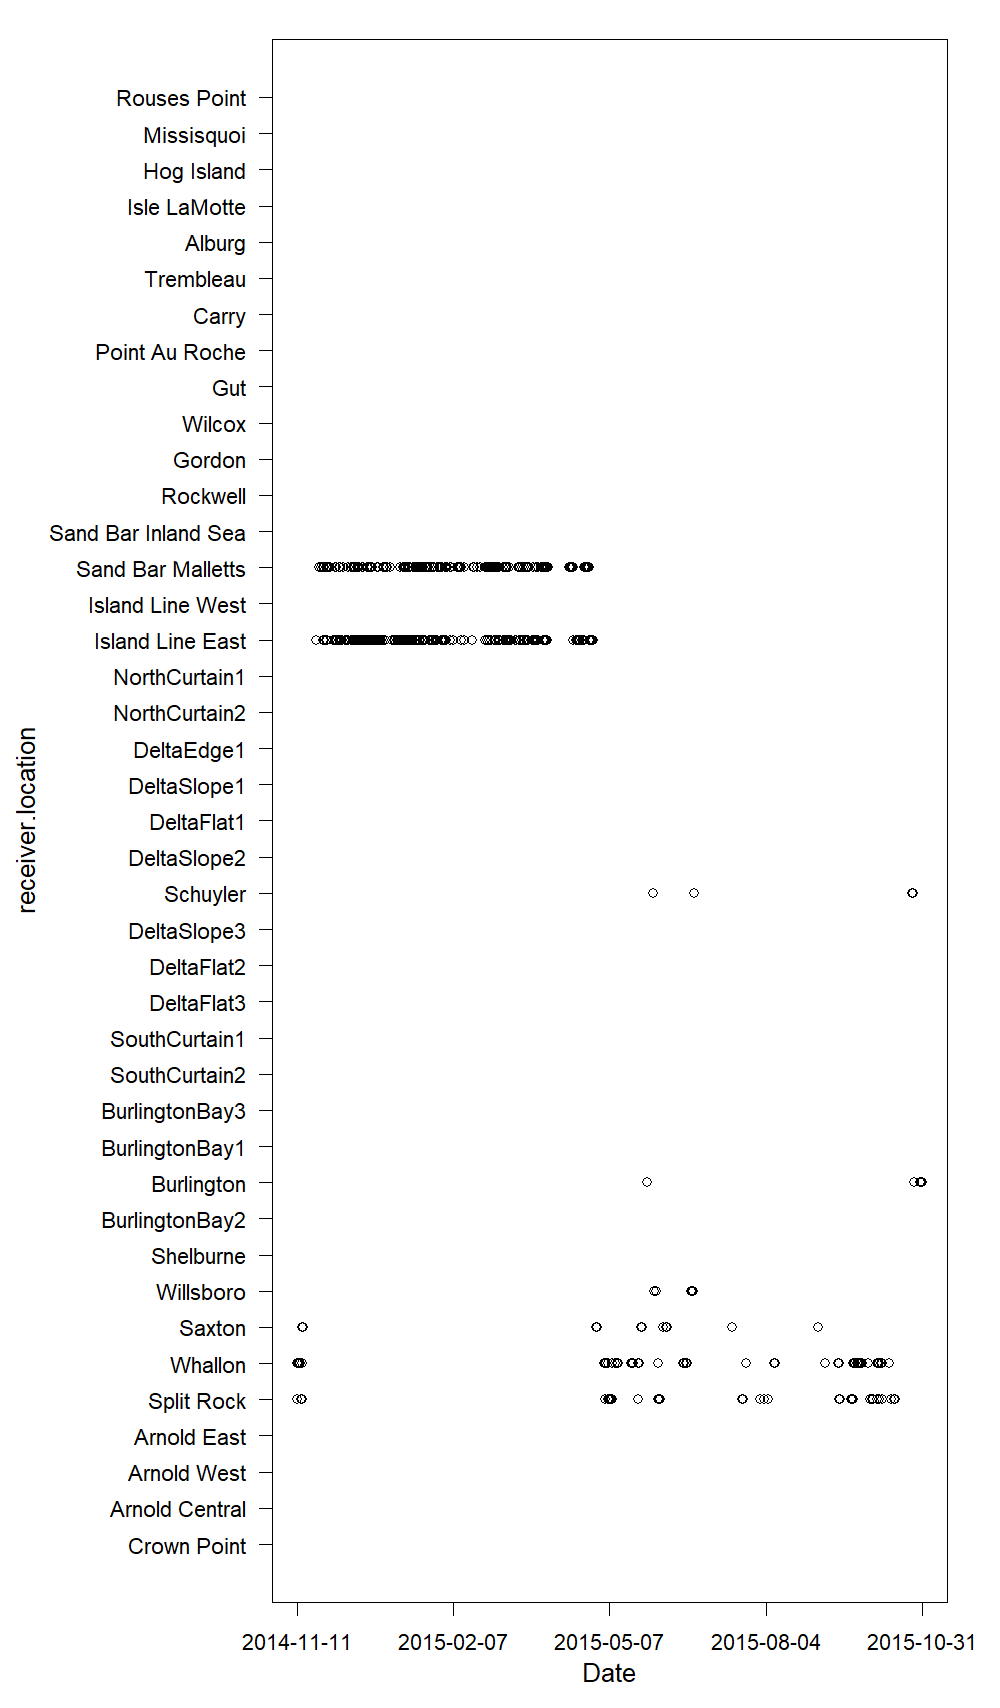 Rouses Point
Missisquoi
Hog Island
Isle LaMotte
Alburg
Trembleau
Carry
Point Au Roche
Gut
Wilcox
Gordon
Rockwell
Sand Bar Inland Sea
Sand Bar Malletts
Island Line West
Island Line East
NorthCurtain1
NorthCurtain2
DeltaEdge1
DeltaSlope1
DeltaFlat1
DeltaSlope2
Schuyler
DeltaSlope3
DeltaFlat2
DeltaFlat3
SouthCurtain1
SouthCurtain2
BurlingtonBay3
BurlingtonBay1
Burlington
BurlingtonBay2
Shelburne
Willsboro
Saxton
Whallon
Split Rock
Arnold East
Arnold West
Arnold Central
Crown Point
receiver.location
2014-11-11 2015-02-07 2015-05-07 2015-08-04 2015-10-31
Date